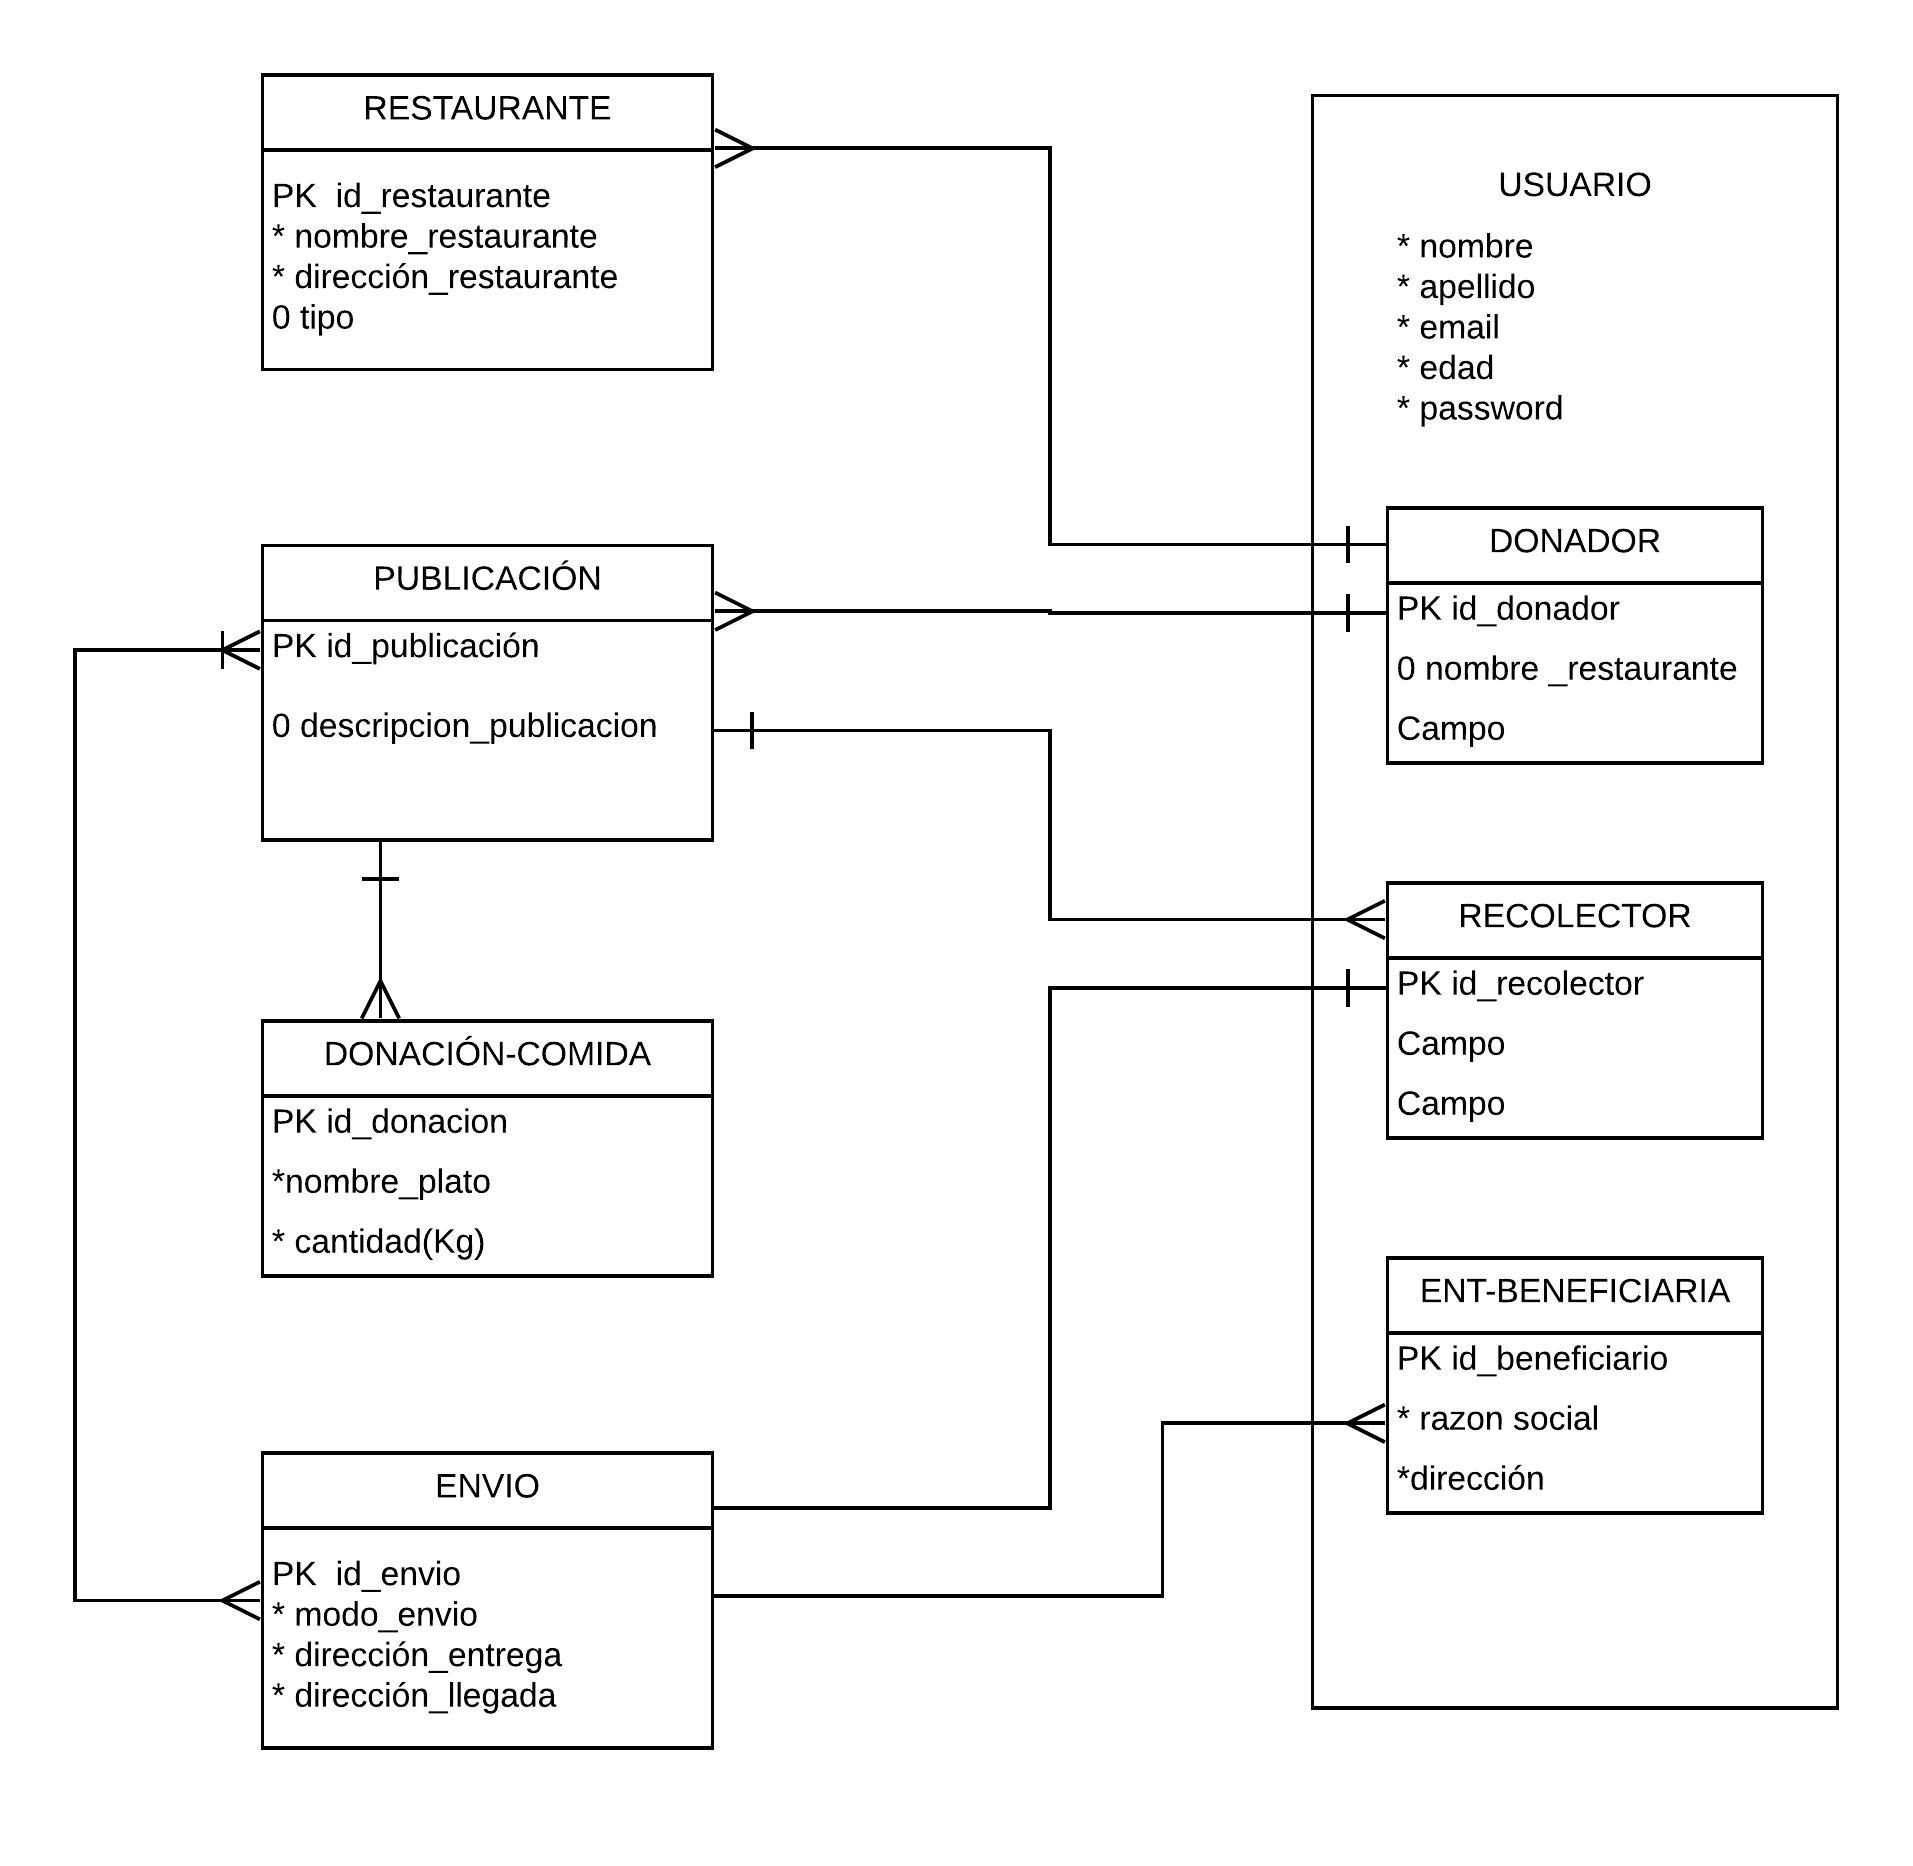 RESTAURANTE
PK  id_restaurante
* nombre_restaurante
* dirección_restaurante
0 tipo
USUARIO
* nombre
* apellido
* email
* edad
* password
DONADOR
PK id_donador
0 nombre _restaurante
Campo
PUBLICACIÓN
PK id_publicación
0 descripcion_publicacion
RECOLECTOR
PK id_recolector
Campo
Campo
DONACIÓN-COMIDA
PK id_donacion
*nombre_plato
* cantidad(Kg)
ENT-BENEFICIARIA
PK id_beneficiario
* razon social
*dirección
ENVIO
PK  id_envio
* modo_envio
* dirección_entrega
* dirección_llegada